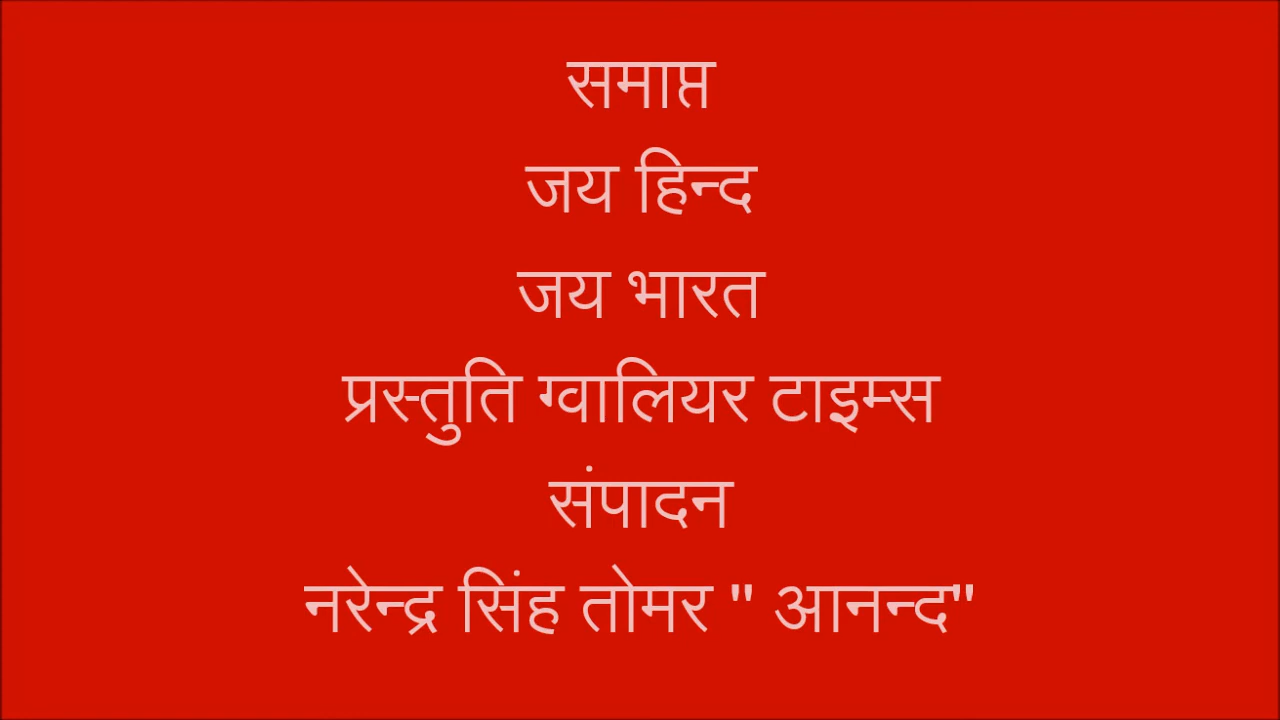 समाप्त
जय हिन्द
जय भारत
प्रस्तुति ग्वालियर टाइम्स
संपादन
नरेन्द्र सिंह तोमर " आनन्द"